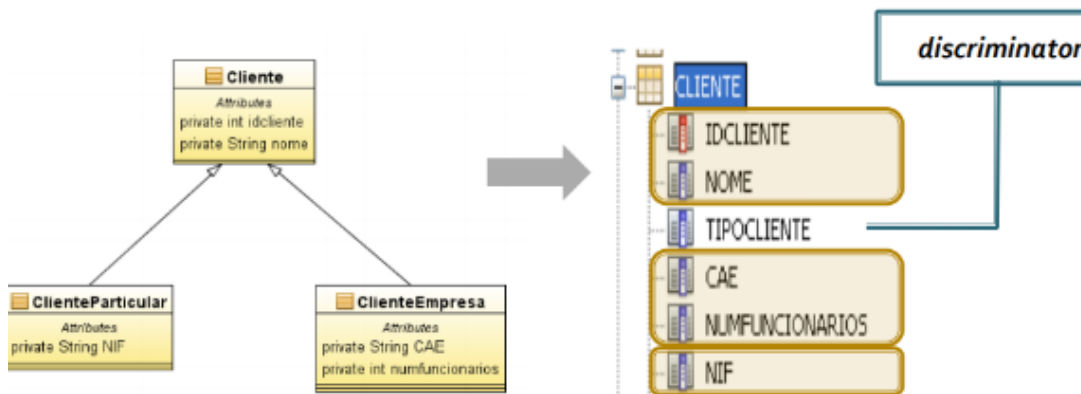 Cliente
Attributes
private int idcliente
private String nome
ClienteParticular
Attributes
private String NIF
ClienteEmpresa
Attributes
private String CAE
private int numfuncionarios
discriminator
CLIENTE
IDCLIENTE
NOME
TIPOCLIENTE
CAE
NUMFUNCIONARIOS
NIF